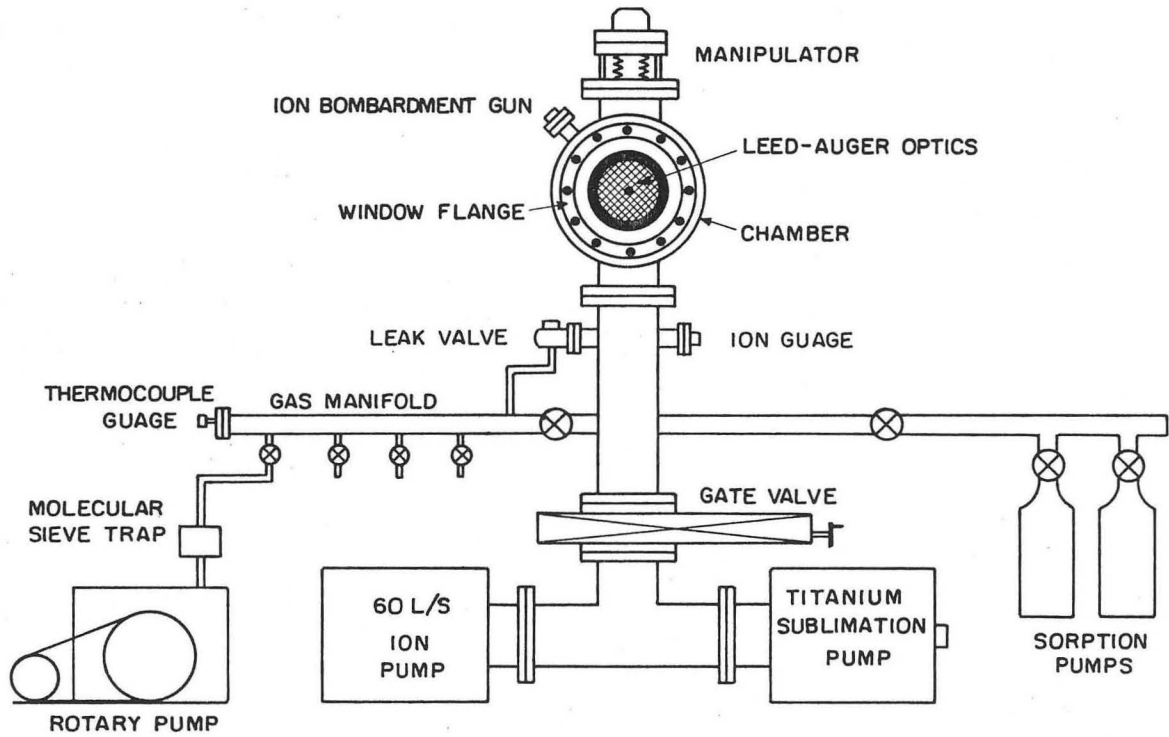 MANIPULATOR
ION BOMBARDMENT GUN
LEED-AUGER OPTICS
WINDOW FLANGE
CHAMBER
LEAK VALVE
ION GUAGE
THERMOCOUPLE
GUAGE
GAS MANIFOLD
MOLECULAR
SIEVE TRAP
GATE VALVE
60 L/S
ION
PUMP
TITANIUM
SUBLIMATION
PUMP
SORPTION
PUMPS
ROTARY PUMP